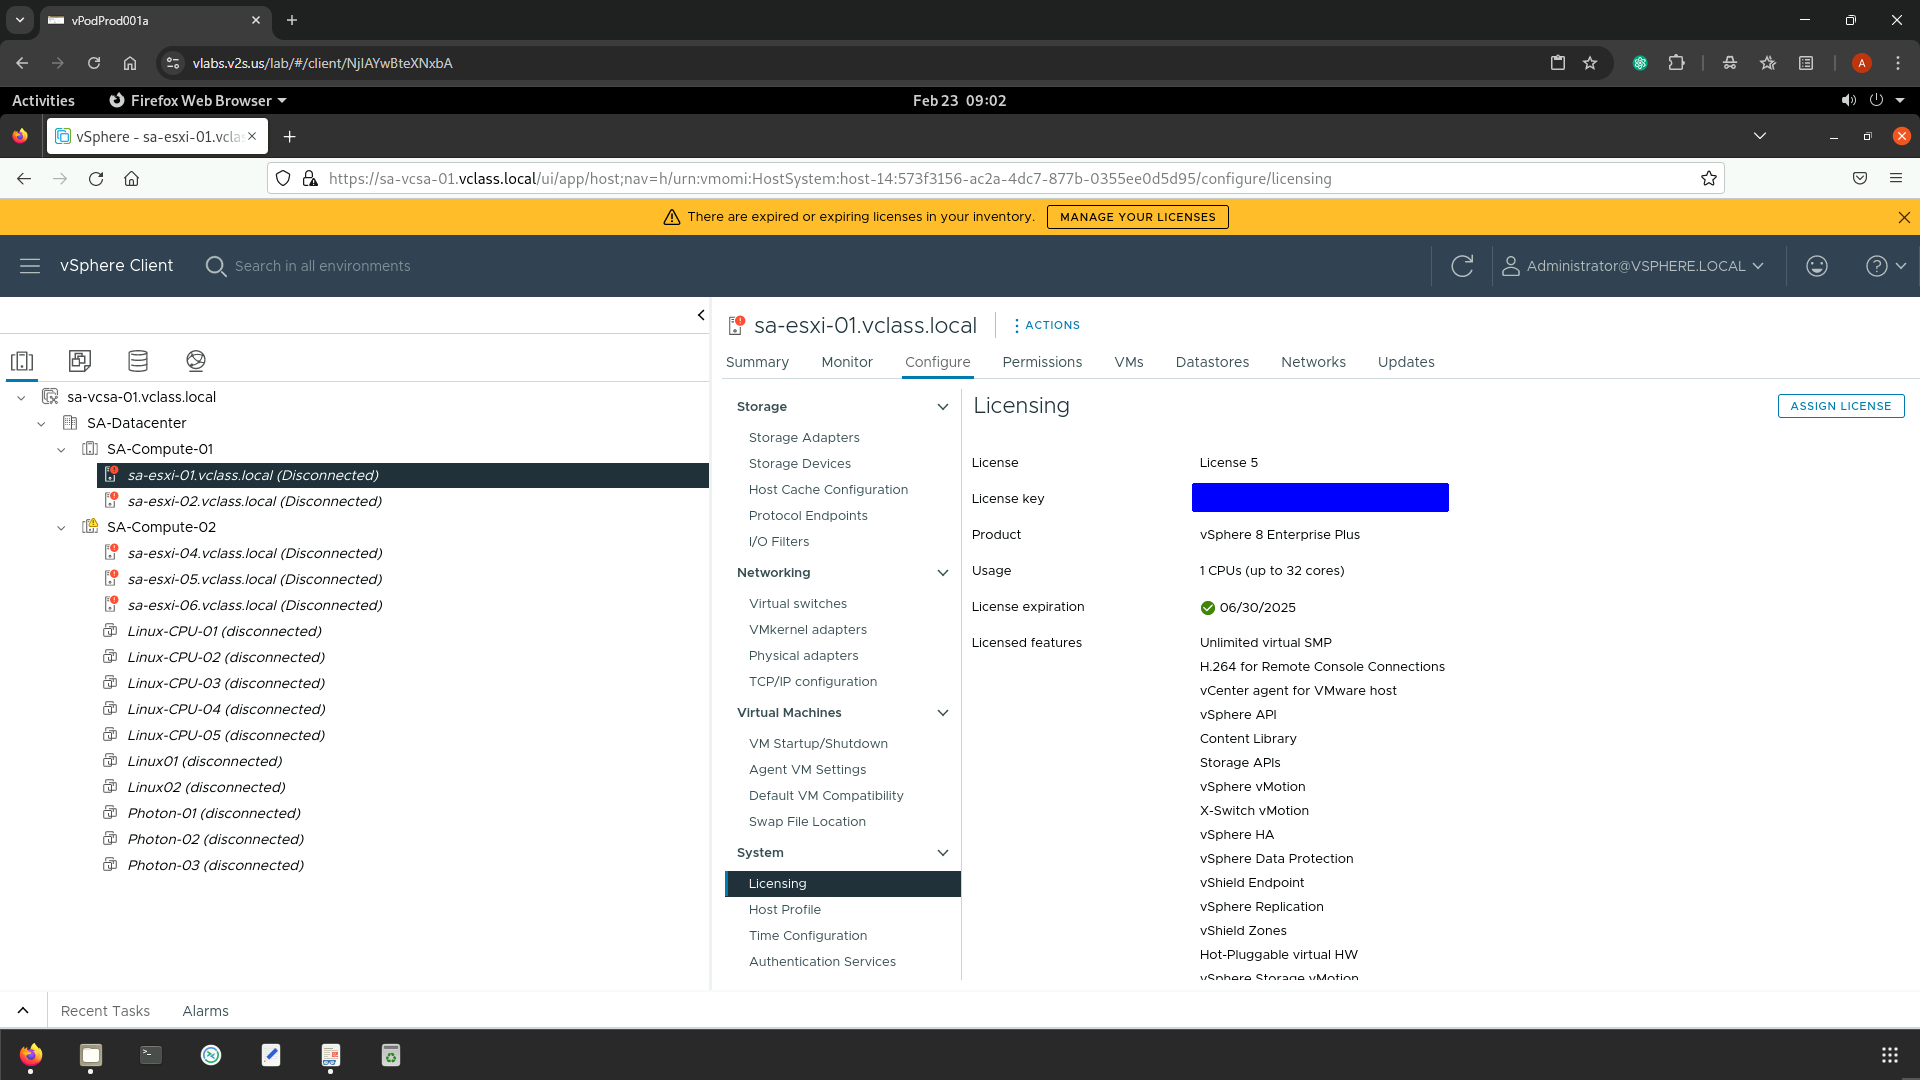 vPodProd001a
vlabs.v2s.us/lab/#/client/NjlAYwBteXNxbA
A
Activities
Firefox Web Browser
Feb 23 09:02
vSphere - sa-esxi-01.vclas
https://sa-vcsa-01.vclass.local/ui/app/host;nav=h/urn:vmomi:HostSystem:host-14:573f3156-ac2a-4dc7-877b-0355ee0d5d95/configure/licensing
There are expired or expiring licenses in your inventory.
MANAGE YOUR LICENSES
vSphere Client
Search in all environments
Administrator@VSPHERE.LOCAL
sa-vcsa-01.vclass.local
SA-Datacenter
SA-Compute-01
sa-esxi-01.vclass.local (Disconnected)
sa-esxi-02.vclass.local (Disconnected)
SA-Compute-02
sa-esxi-04.vclass.local (Disconnected)
sa-esxi-05.vclass.local (Disconnected)
sa-esxi-06.vclass.local (Disconnected)
Linux-CPU-01 (disconnected)
Linux-CPU-02 (disconnected)
Linux-CPU-03 (disconnected)
Linux-CPU-04 (disconnected)
Linux-CPU-05 (disconnected)
Linux01 (disconnected)
Linux02 (disconnected)
Photon-01 (disconnected)
Photon-02 (disconnected)
Photon-03 (disconnected)
sa-esxi-01.vclass.local
ACTIONS
Summary
Monitor
Configure
Permissions
VMs
Datastores
Networks
Updates
Storage
Storage Adapters
Storage Devices
Host Cache Configuration
Protocol Endpoints
I/O Filters
Networking
Virtual switches
VMkernel adapters
Physical adapters
TCP/IP configuration
Virtual Machines
VM Startup/Shutdown
Agent VM Settings
Default VM Compatibility
Swap File Location
System
Licensing
Host Profile
Time Configuration
Authentication Services
Licensing
ASSIGN LICENSE
License
License 5
License key
Product
vSphere 8 Enterprise Plus
Usage
1 CPUs (up to 32 cores)
License expiration
06/30/2025
Licensed features
Unlimited virtual SMP
H.264 for Remote Console Connections
vCenter agent for VMware host
vSphere API
Content Library
Storage APIs
vSphere vMotion
X-Switch vMotion
vSphere HA
vSphere Data Protection
vShield Endpoint
vSphere Replication
vShield Zones
Hot-Pluggable virtual HW
vSphere Storage vMotion
Recent Tasks
Alarms